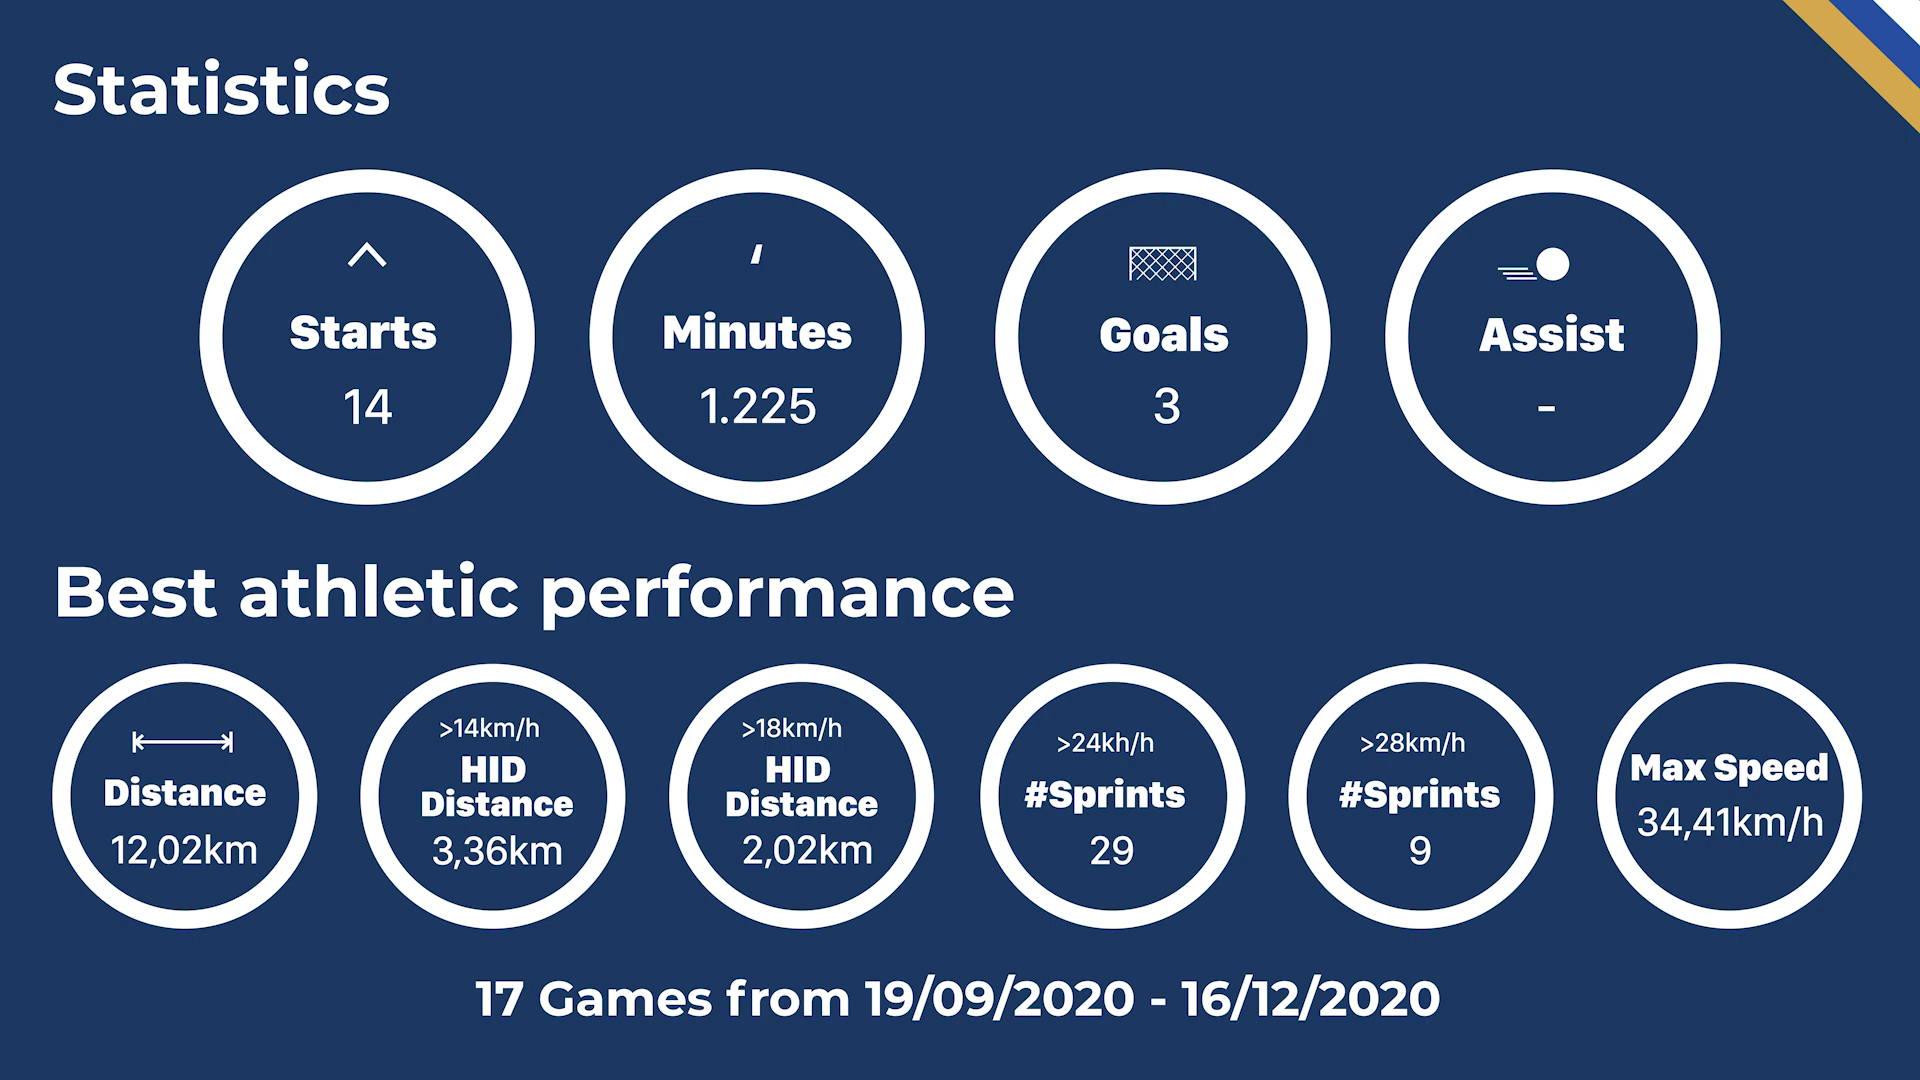 Statistics
Starts
14
Minutes
1.225
Goals
3
Assist
-
Best athletic performance
Distance
12,02km
>14km/h
HID
Distance
3,36km
>18km/h
HID
Distance
2,02km
>24kh/h
#Sprints
29
>28km/h
#Sprints
9
Max Speed
34,41km/h
17 Games from 19/09/2020 - 16/12/2020